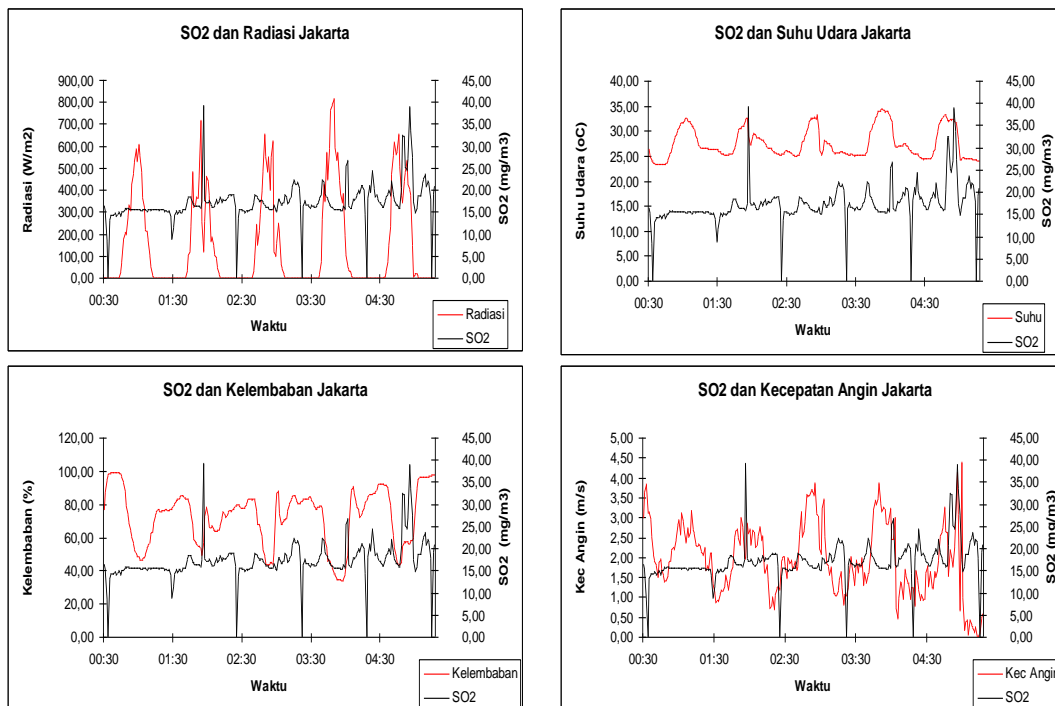 SO2 dan Radiasi Jakarta
Radiasi (W/m2)
900,00
800,00
700,00
600,00
500,00
400,00
300,00
200,00
100,00
0,00
45,00
40,00
35,00
30,00
25,00
20,00
15,00
10,00
5,00
0,00
SO2 (mg/m3)
00:30 01:30 02:30 03:30 04:30
Waktu
Radiasi
SO2
SO2 dan Suhu Udara Jakarta
Suhu Udara (oC)
40,00
35,00
30,00
25,00
20,00
15,00
10,00
5,00
0,00
45,00
40,00
35,00
30,00
25,00
20,00
15,00
10,00
5,00
0,00
SO2 (mg/m3)
00:30 01:30 02:30 03:30 04:30
Waktu
Suhu
SO2
SO2 dan Kelembaban Jakarta
Kelembaban (%)
120,00
100,00
80,00
60,00
40,00
20,00
0,00
45,00
40,00
35,00
30,00
25,00
20,00
15,00
10,00
5,00
0,00
SO2 (mg/m3)
00:30 01:30 02:30 03:30 04:30
Waktu
Kelembaban
SO2
SO2 dan Kecepatan Angin Jakarta
Kec Angin (m/s)
5,00
4,50
4,00
3,50
3,00
2,50
2,00
1,50
1,00
0,50
0,00
45,00
40,00
35,00
30,00
25,00
20,00
15,00
10,00
5,00
0,00
SO2 (mg/m3)
00:30 01:30 02:30 03:30 04:30
Waktu
Kec Angin
SO2